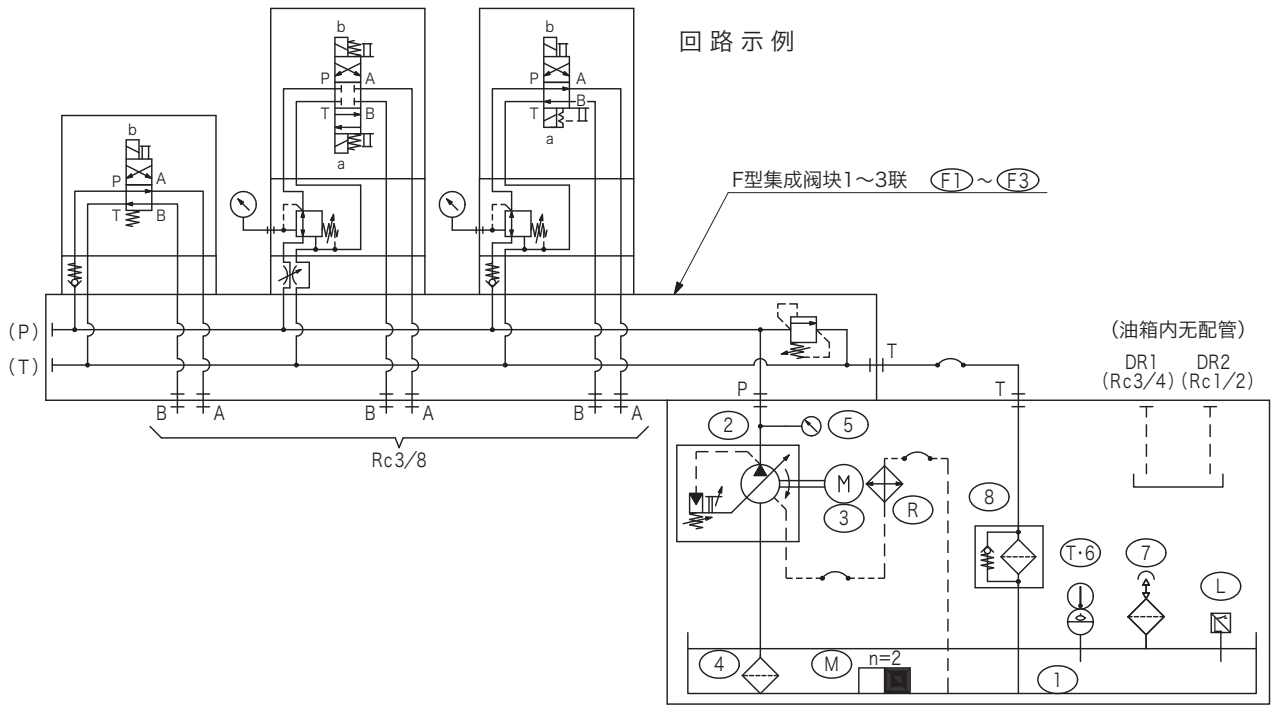 回路示例
b
b
b
P A
T B
a
P A
T B
a
P A
T B
F型集成阀块1～3联 F1 ～ F3
(P)
(T)
T
(油箱内无配管)
DR1 DR2
(Rc3/4) (Rc1/2)
B A
B A
B A
P
T
Rc3/8
2
5
M
3
R
8
T·6
7
L
4
M
n=2
1